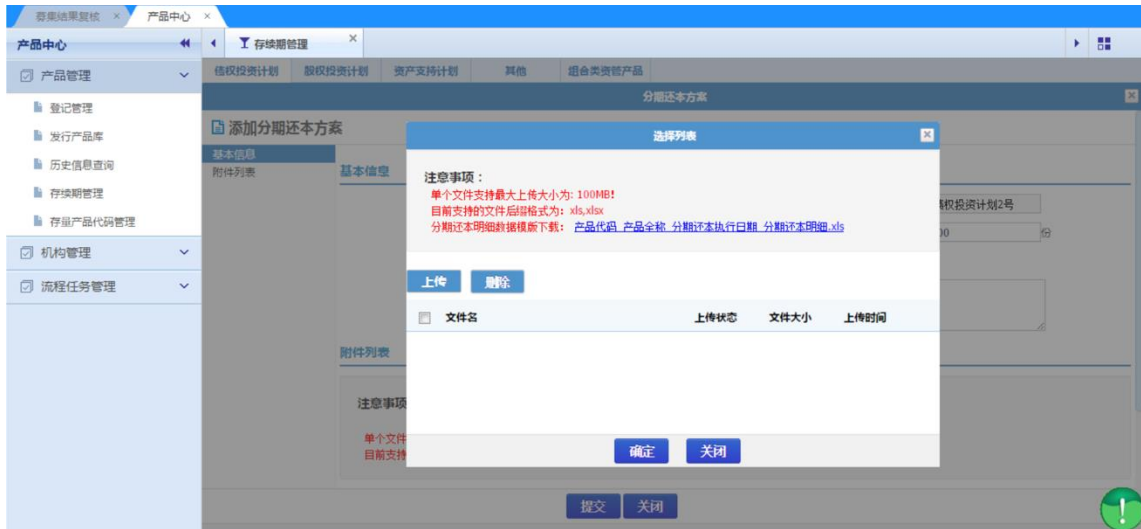 募集结果复核 ×
产品中心 ×
产品中心
存续期管理 ×
产品管理
登记管理
发行产品库
历史信息查询
存续期管理
存量产品代码管理
机构管理
流程任务管理
债权投资计划 股权投资计划 资产支持计划 其他 组合类资管产品
分期还本方案
添加分期还本方案
基本信息
附件列表
基本信息
权投资计划2号
00 份
附件列表
注意事项
单个文件
目前支持
提交 关闭
选择列表
注意事项：
单个文件支持最大上传大小为: 100MB!
目前支持的文件后缀格式为: xls,xlsx
分期还本明细数据模版下载: 产品代码_产品全称_分期还本执行日期_分期还本明细.xls
上传 删除
文件名 上传状态 文件大小 上传时间
确定 关闭